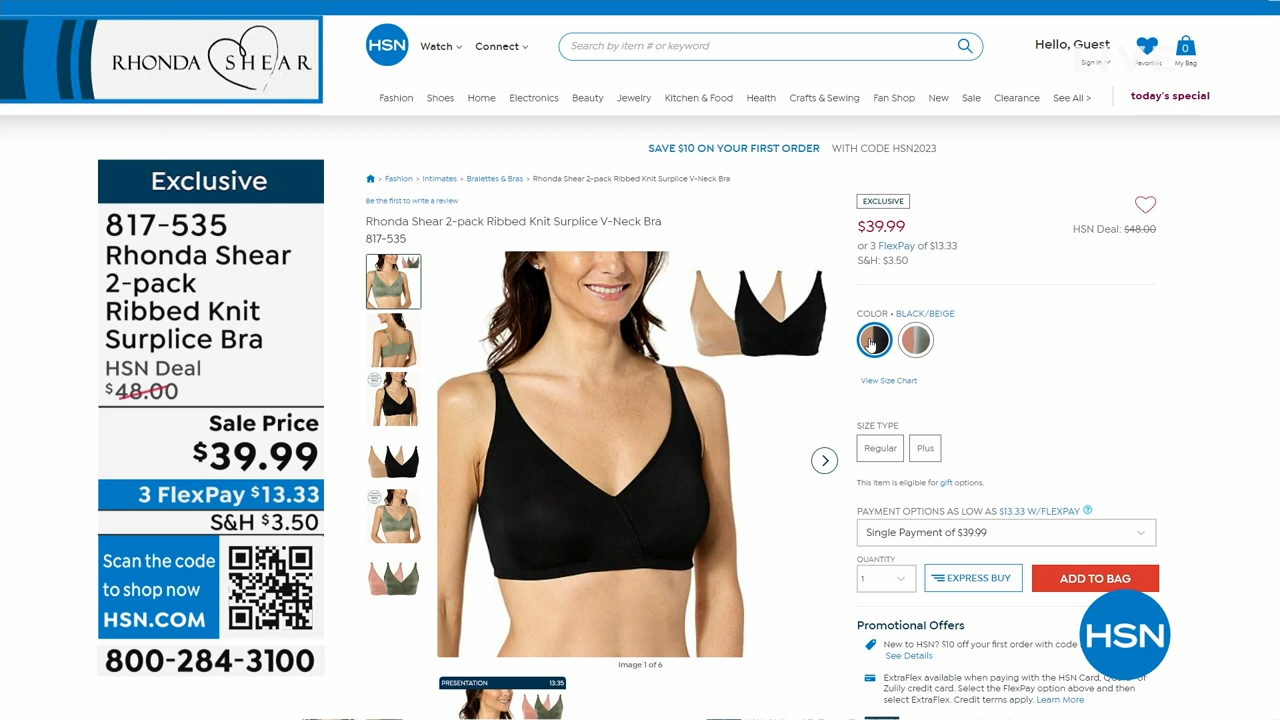 RHONDA SHEAR
HSN
Watch
Connect
Search by item # or keyword
Hello, Guest
Sign In
Favorites
0
My Bag
Fashion
Shoes
Home
Electronics
Beauty
Jewelry
Kitchen & Food
Health
Crafts & Sewing
Fan Shop
New
Sale
Clearance
See All >
today's special
SAVE $10 ON YOUR FIRST ORDER WITH CODE HSN2023
Exclusive
817-535
Rhonda Shear
2-pack
Ribbed Knit
Surplice Bra
HSN Deal
$48.00
Sale Price
$39.99
3 FlexPay $13.33
S&H $3.50
Scan the code
to shop now
HSN.COM
800-284-3100
> Fashion > Intimates > Bralettes & Bras > Rhonda Shear 2-pack Ribbed Knit Surplice V-Neck Bra
Be the first to write a review
Rhonda Shear 2-pack Ribbed Knit Surplice V-Neck Bra
817-535
Image 1 of 6
PRESENTATION 13:35
EXCLUSIVE
$39.99
HSN Deal: $48.00
or 3 FlexPay of $13.33
S&H: $3.50
COLOR • BLACK/BEIGE
View Size Chart
SIZE TYPE
Regular
Plus
This item is eligible for gift options.
PAYMENT OPTIONS AS LOW AS $13.33 W/FLEXPAY
Single Payment of $39.99
QUANTITY
1
EXPRESS BUY
ADD TO BAG
Promotional Offers
New to HSN? $10 off your first order with code
See Details
ExtraFlex available when paying with the HSN Card, or
Zulily credit card. Select the FlexPay option above and then
select ExtraFlex. Credit terms apply. Learn More
HSN